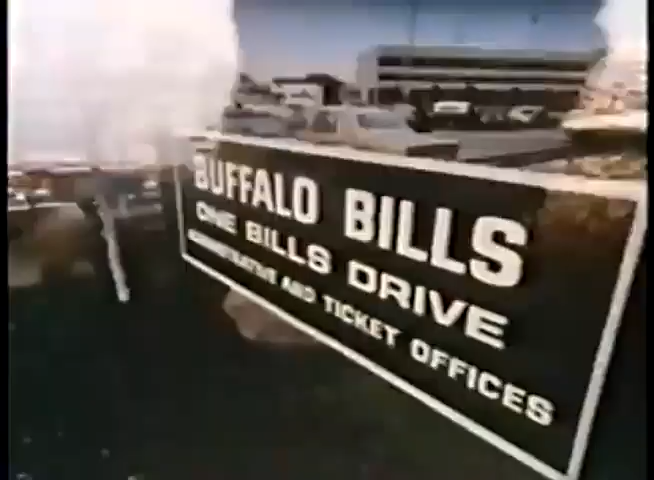 BUFFALO BILLS
ONE BILLS DRIVE
ADMINISTRATIVE AND TICKET OFFICES